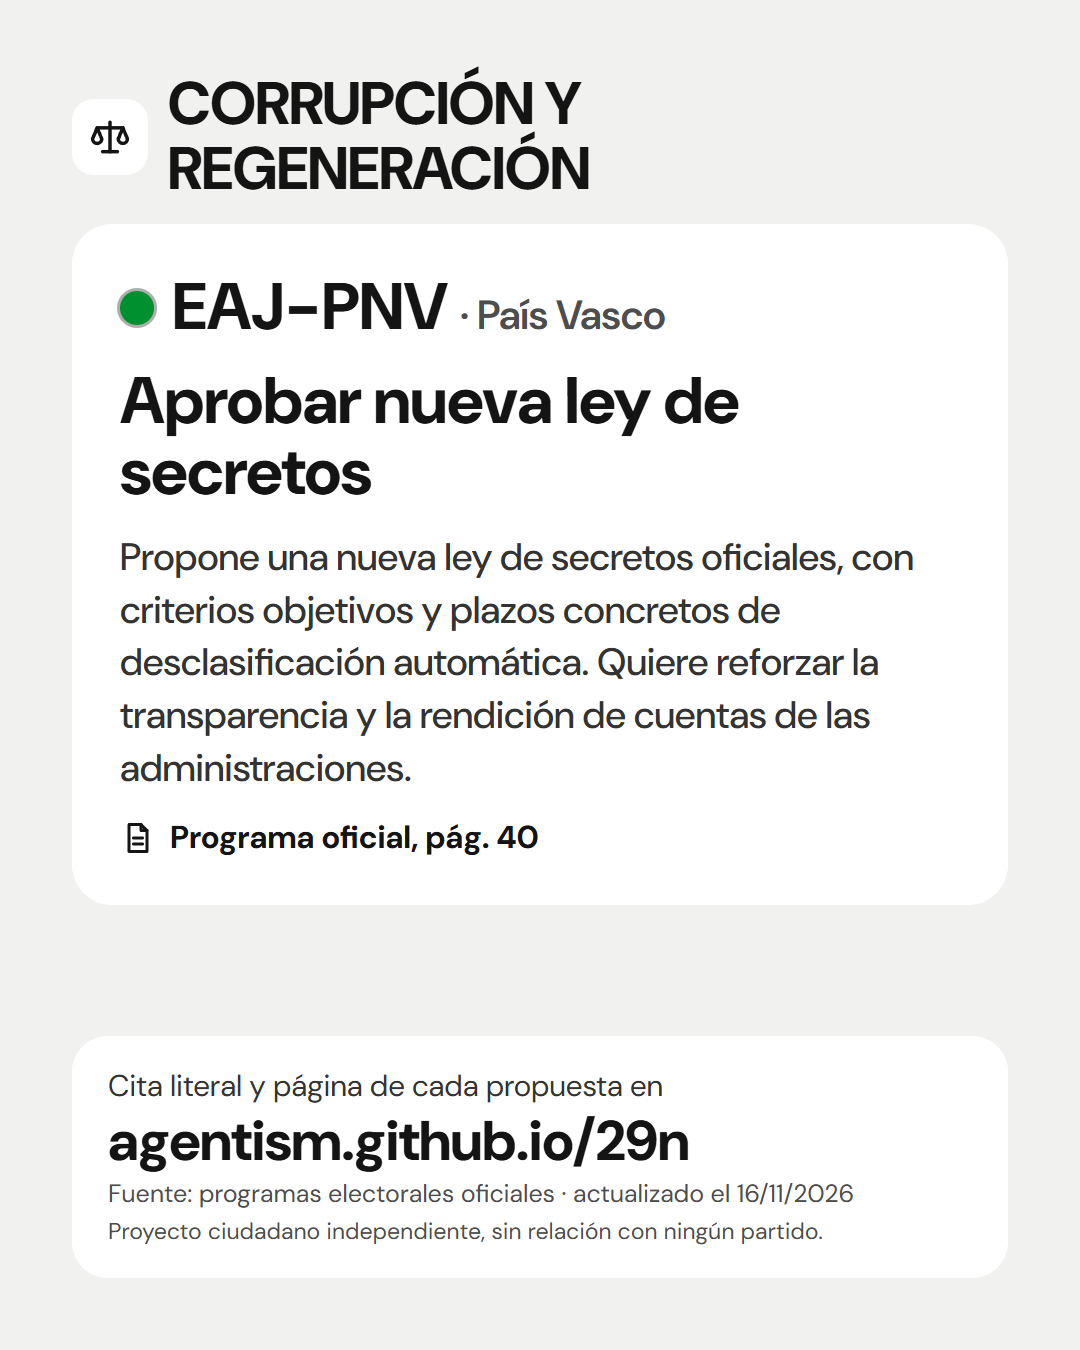 CORRUPCIÓN Y
REGENERACIÓN
EAJ-PNV · País Vasco
Aprobar nueva ley de
secretos
Propone una nueva ley de secretos oficiales, con
criterios objetivos y plazos concretos de
desclasificación automática. Quiere reforzar la
transparencia y la rendición de cuentas de las
administraciones.
Programa oficial, pág. 40
Cita literal y página de cada propuesta en
agentism.github.io/29n
Fuente: programas electorales oficiales · actualizado el 16/11/2026
Proyecto ciudadano independiente, sin relación con ningún partido.